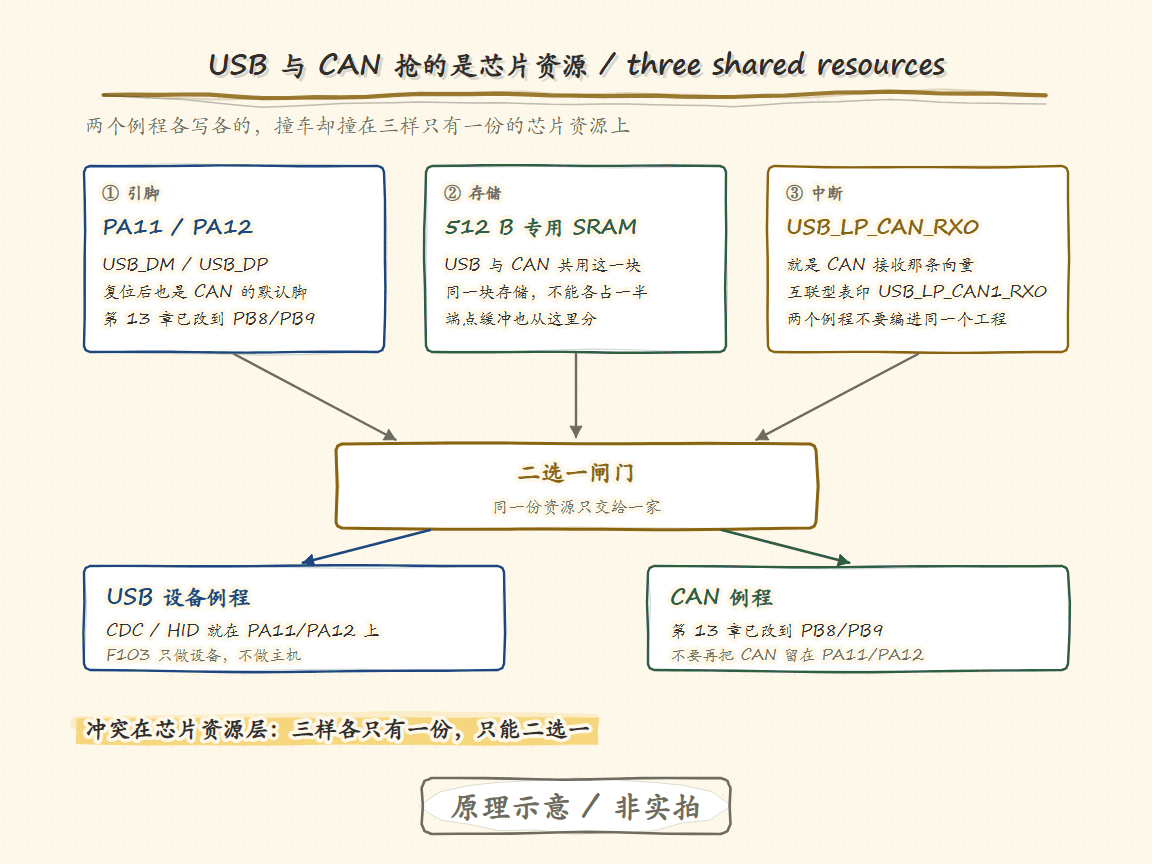 USB 与 CAN 抢的是芯片资源 / three shared resources
两个例程各写各的，撞车却撞在三样只有一份的芯片资源上
① 引脚
PA11 / PA12
USB_DM / USB_DP
复位后也是 CAN 的默认脚
第 13 章已改到 PB8/PB9
② 存储
512 B 专用 SRAM
USB 与 CAN 共用这一块
同一块存储，不能各占一半
端点缓冲也从这里分
③ 中断
USB_LP_CAN_RX0
就是 CAN 接收那条向量
互联型表印 USB_LP_CAN1_RX0
两个例程不要编进同一个工程
二选一闸门
同一份资源只交给一家
USB 设备例程
CDC / HID 就在 PA11/PA12 上
F103 只做设备，不做主机
CAN 例程
第 13 章已改到 PB8/PB9
不要再把 CAN 留在 PA11/PA12
冲突在芯片资源层：三样各只有一份，只能二选一
原理示意 / 非实拍